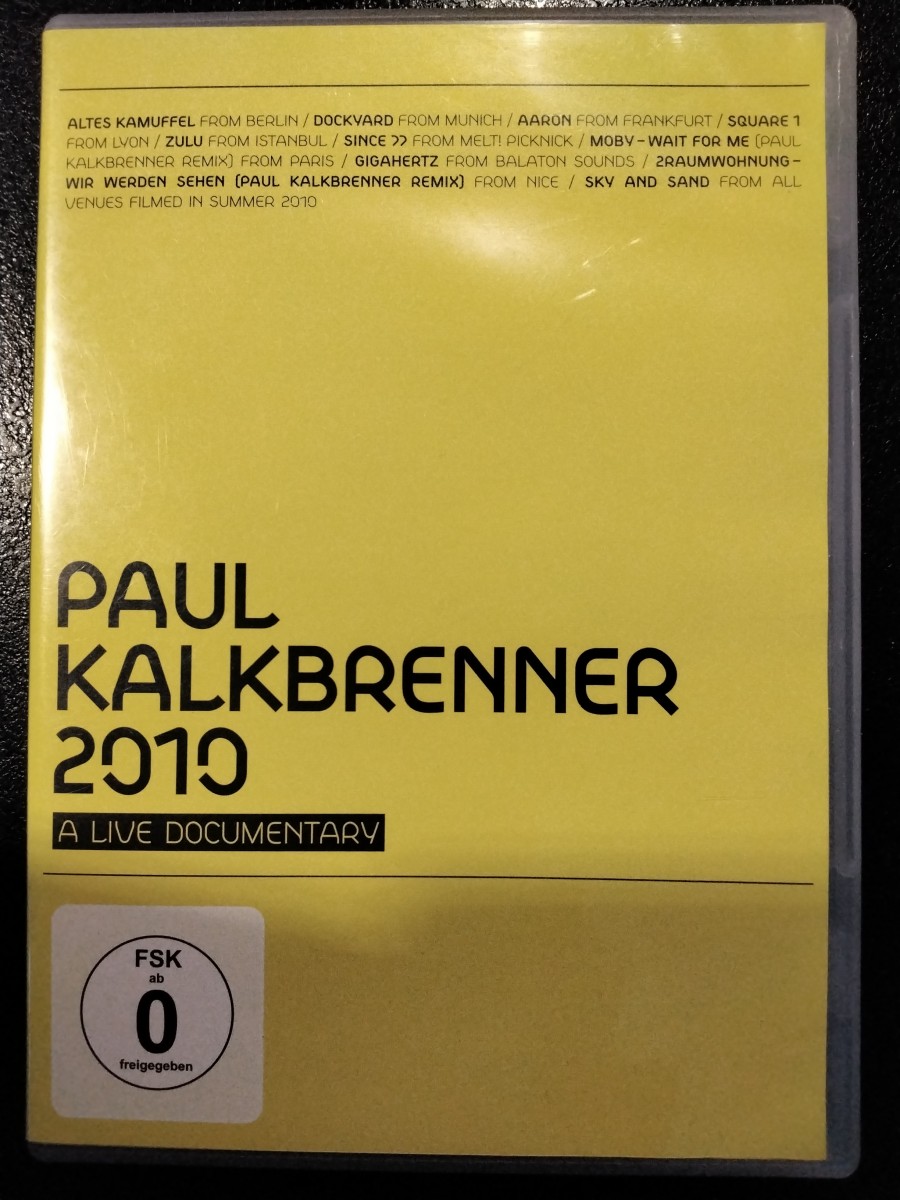 ALTES KAMUFFEL FROM BERLIN / DOCKYARD FROM MUNICH / AARON FROM FRANKFURT / SQUARE 1
FROM LYON / ZULU FROM ISTANBUL / SINCE 77 FROM MELT! PICKNICK / MOBY – WAIT FOR ME (PAUL
KALKBRENNER REMIX) FROM PARIS / GIGAHERTZ FROM BALATON SOUNDS / 2RAUMWOHNUNG –
WIR WERDEN SEHEN (PAUL KALKBRENNER REMIX) FROM NICE / SKY AND SAND FROM ALL
VENUES FILMED IN SUMMER 2010
PAUL
KALKBRENNER
2010
A LIVE DOCUMENTARY
FSK
ab
0
freigegeben